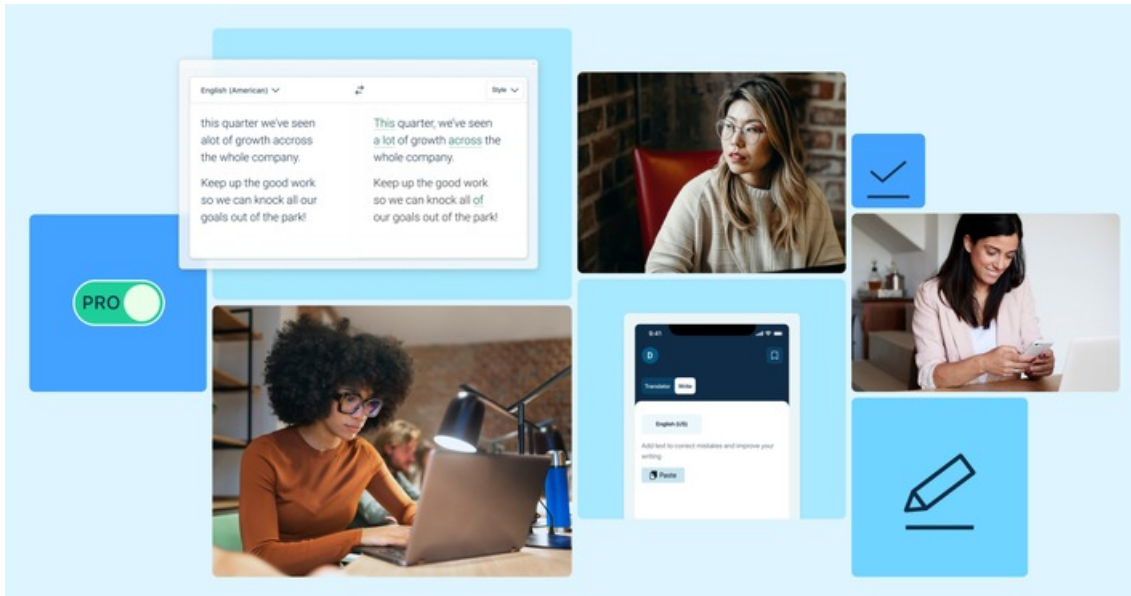 English (American)
Style
this quarter we've seen
alot of growth accross
the whole company.
Keep up the good work
so we can knock all our
goals out of the park!
This quarter, we've seen
a lot of growth across the
whole company.
Keep up the good work
so we can knock all of
our goals out of the park!
PRO
9:41
D
Translator
Write
English (US)
Add text to correct mistakes and improve your
writing.
Paste